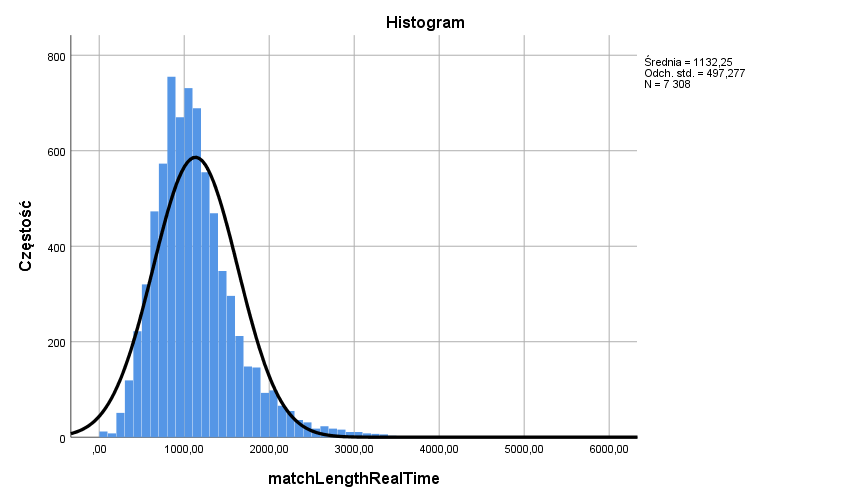 Histogram
Średnia = 1132,25
Odch. std. = 497,277
N = 7 308
Częstość
800
600
400
200
0
,00
1000,00
2000,00
3000,00
4000,00
5000,00
6000,00
matchLengthRealTime